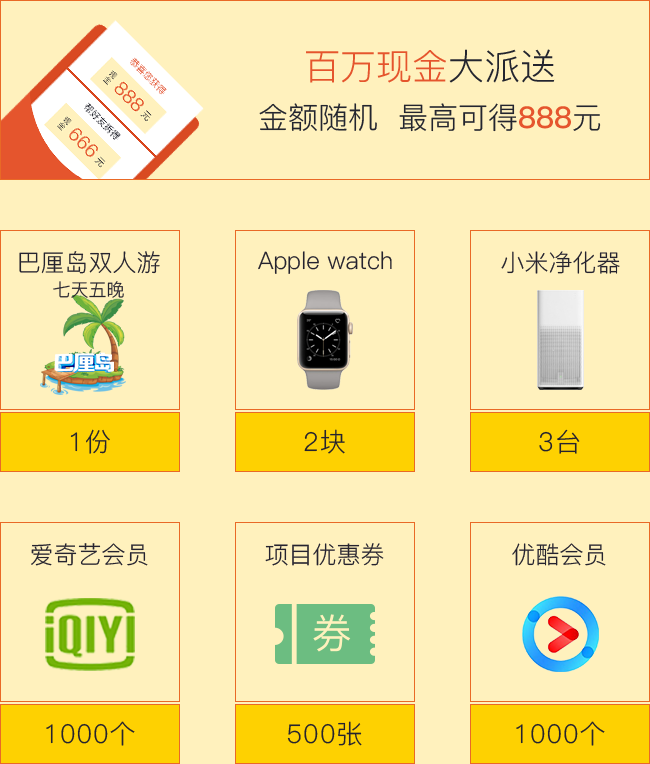 恭喜您获得
现金 888 元
帮好友拆得
现金 666 元
百万现金大派送
金额随机 最高可得888元
巴厘岛双人游
七天五晚
巴厘岛
1份
Apple watch
2块
小米净化器
3台
爱奇艺会员
iQIYI
1000个
项目优惠券
券
500张
优酷会员
1000个